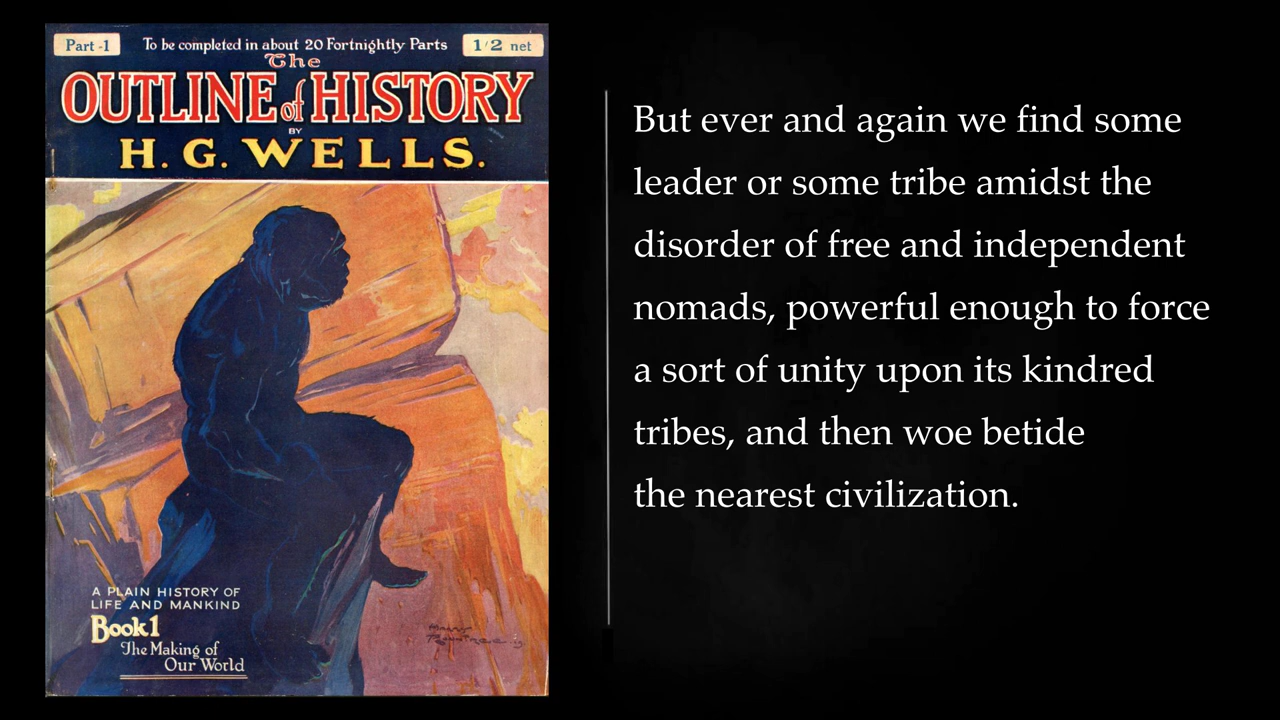 Part -1
To be completed in about 20 Fortnightly Parts
1/2 net
The
OUTLINE of HISTORY
BY
H. G. WELLS.
A PLAIN HISTORY OF
LIFE AND MANKIND
Book 1
The Making of
Our World
But ever and again we find some
leader or some tribe amidst the
disorder of free and independent
nomads, powerful enough to force
a sort of unity upon its kindred
tribes, and then woe betide
the nearest civilization.